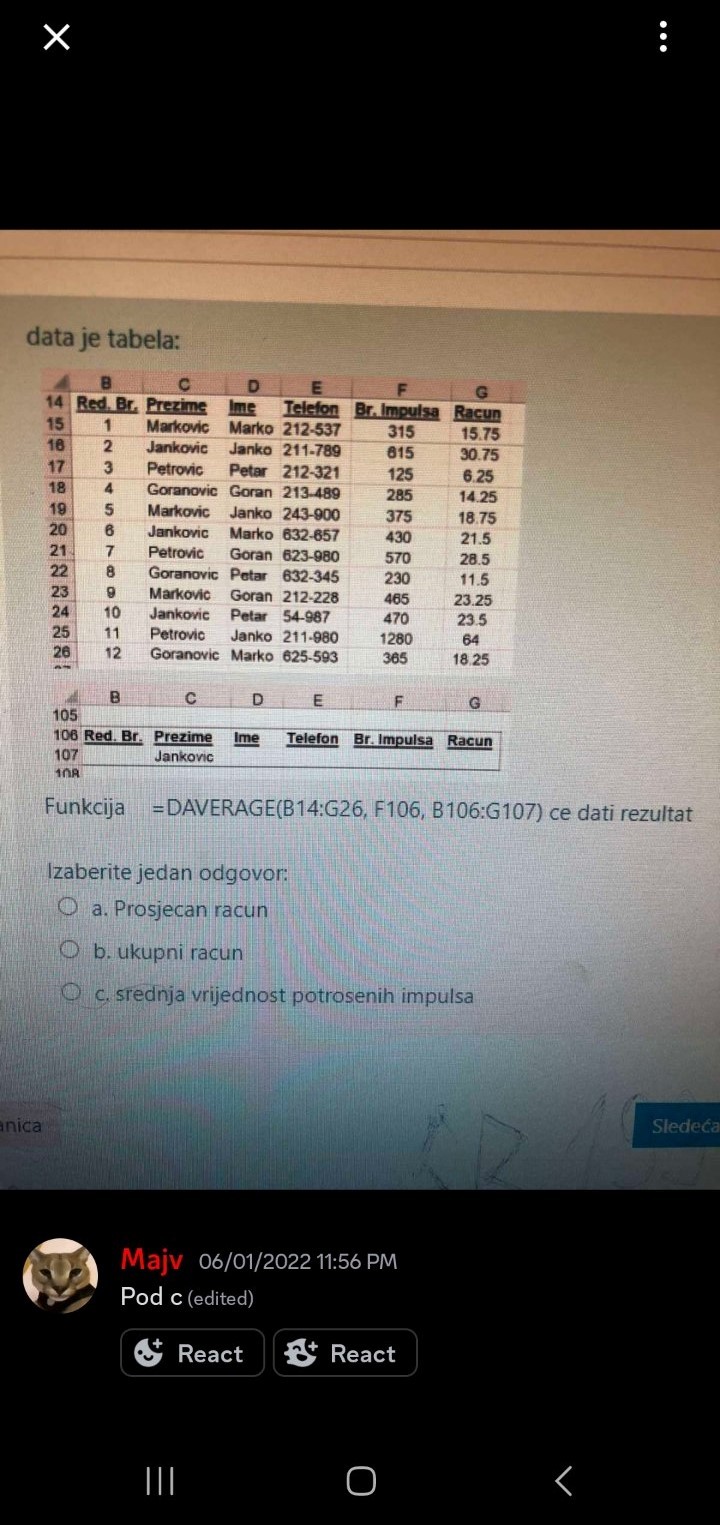 data je tabela:
B C D E F G
14 Red. Br. Prezime Ime Telefon Br. Impulsa Racun
15 1 Markovic Marko 212-537 315 15.75
16 2 Jankovic Janko 211-789 615 30.75
17 3 Petrovic Petar 212-321 125 6.25
18 4 Goranovic Goran 213-489 285 14.25
19 5 Markovic Janko 243-900 375 18.75
20 6 Jankovic Marko 632-657 430 21.5
21 7 Petrovic Goran 623-980 570 28.5
22 8 Goranovic Petar 632-345 230 11.5
23 9 Markovic Goran 212-228 465 23.25
24 10 Jankovic Petar 54-987 470 23.5
25 11 Petrovic Janko 211-980 1280 64
26 12 Goranovic Marko 625-593 365 18.25
B C D E F G
105
106 Red. Br. Prezime Ime Telefon Br. Impulsa Racun
107 Jankovic
108
Funkcija =DAVERAGE(B14:G26, F106, B106:G107) ce dati rezultat
Izaberite jedan odgovor:
a. Prosjecan racun
b. ukupni racun
c. srednja vrijednost potrosenih impulsa
anica
Sledeća
Majv 06/01/2022 11:56 PM
Pod c (edited)
React React